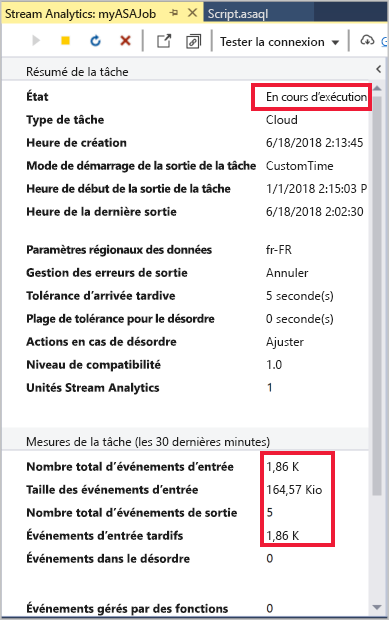 Stream Analytics: myASAJob
Script.asaql
Tester la connexion
Résumé de la tâche
État En cours d'exécution
Type de tâche Cloud
Heure de création 6/18/2018 2:13:45
Mode de démarrage de la sortie de la tâche CustomTime
Heure de début de la sortie de la tâche 1/1/2018 2:15:03 P
Heure de la dernière sortie 6/18/2018 2:02:30
Paramètres régionaux des données fr-FR
Gestion des erreurs de sortie Annuler
Tolérance d'arrivée tardive 5 seconde(s)
Plage de tolérance pour le désordre 0 seconde(s)
Actions en cas de désordre Ajuster
Niveau de compatibilité 1.0
Unités Stream Analytics 1
Mesures de la tâche (les 30 dernières minutes)
Nombre total d'événements d'entrée 1,86 K
Taille des événements d'entrée 164,57 Kio
Nombre total d'événements de sortie 5
Événements d'entrée tardifs 1,86 K
Événements dans le désordre 0
Événements gérés par des fonctions 0